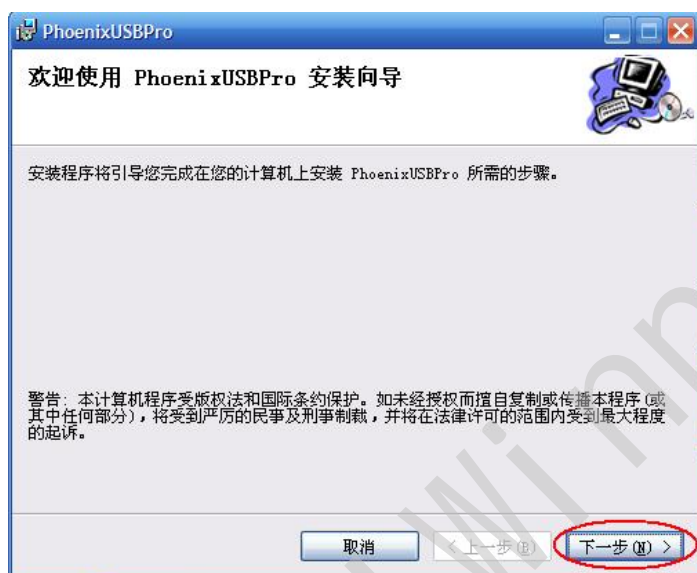 PhoenixUSBPro
欢迎使用 PhoenixUSBPro 安装向导
安装程序将引导您完成在您的计算机上安装 PhoenixUSBPro 所需的步骤。
警告: 本计算机程序受版权法和国际条约保护。如未经授权而擅自复制或传播本程序(或
其中任何部分)，将受到严厉的民事及刑事制裁，并将在法律许可的范围内受到最大程度
的起诉。
取消
< 上一步(B)
下一步(N) >